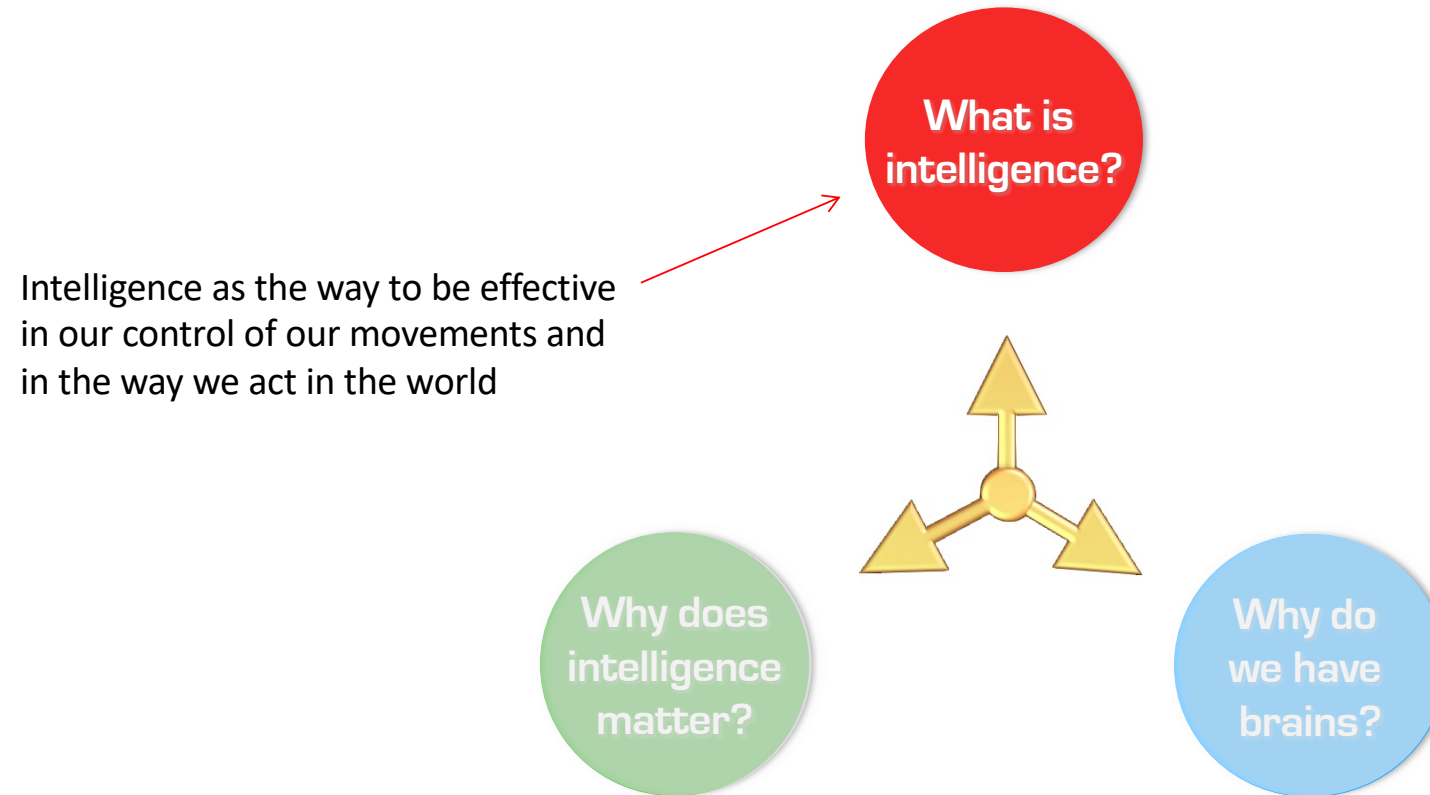 What is
intelligence?
Intelligence as the way to be effective
in our control of our movements and
in the way we act in the world
Why does
intelligence
matter?
Why do
we have
brains?